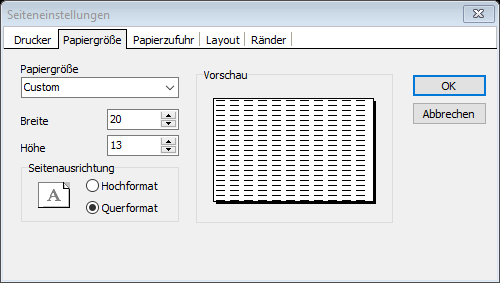 Seiteneinstellungen
Drucker Papiergröße Papierzufuhr Layout Ränder
Papiergröße
Custom
Breite 20
Höhe 13
Seitenausrichtung
A
Hochformat
Querformat
Vorschau
OK
Abbrechen